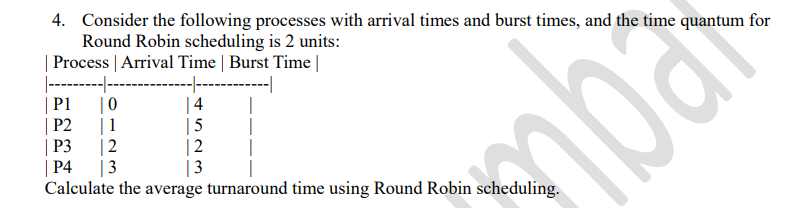 4. Consider the following processes with arrival times and burst times, and the time quantum for
Round Robin scheduling is 2 units:
| Process | Arrival Time | Burst Time |
|---------|--------------|------------|
| P1 | 0 | 4 |
| P2 | 1 | 5 |
| P3 | 2 | 2 |
| P4 | 3 | 3 |
Calculate the average turnaround time using Round Robin scheduling.